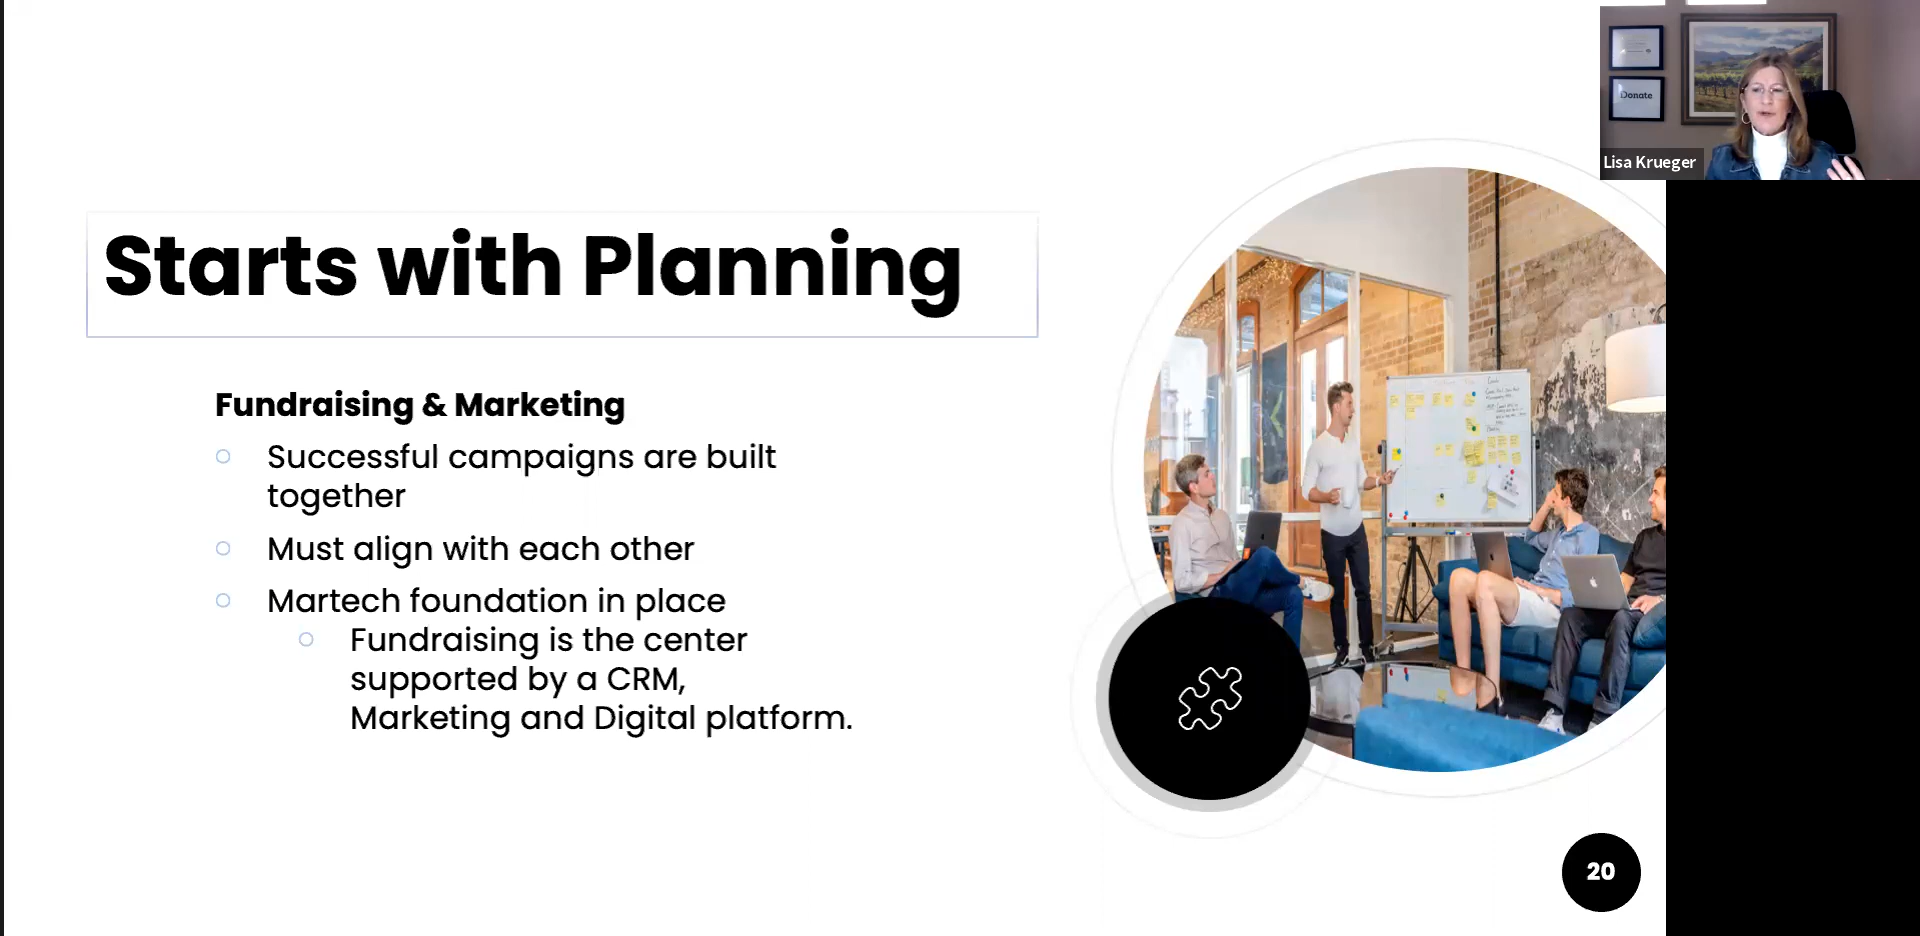 Starts with Planning
Fundraising & Marketing
Successful campaigns are built
together
Must align with each other
Martech foundation in place
Fundraising is the center
supported by a CRM,
Marketing and Digital platform.
Donate
Lisa Krueger
20